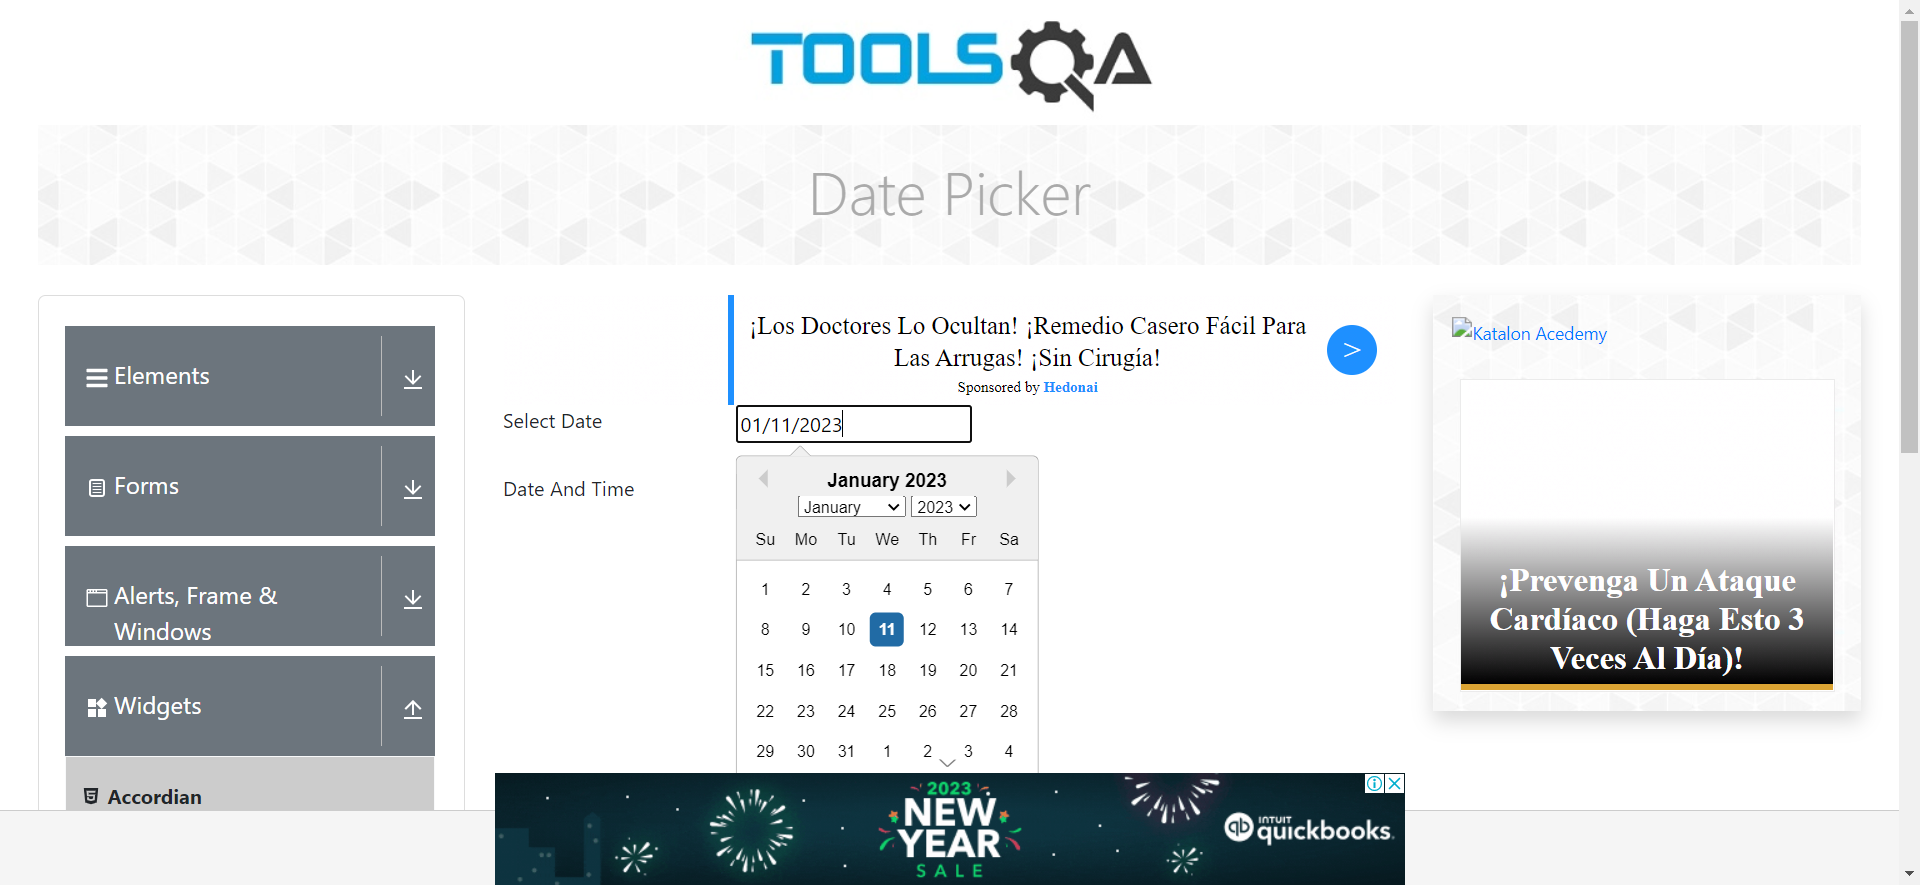 TOOLSQA
Date Picker
Elements
Forms
Alerts, Frame &
Windows
Widgets
Accordian
¡Los Doctores Lo Ocultan! ¡Remedio Casero Fácil Para
Las Arrugas! ¡Sin Cirugía!
Sponsored by Hedonai
>
Select Date
01/11/2023
Date And Time
January 2023
January 2023
Su Mo Tu We Th Fr Sa
1 2 3 4 5 6 7
8 9 10 11 12 13 14
15 16 17 18 19 20 21
22 23 24 25 26 27 28
29 30 31 1 2 3 4
Katalon Acedemy
¡Prevenga Un Ataque
Cardíaco (Haga Esto 3
Veces Al Día)!
2023
NEW
YEAR
SALE
qb INTUIT
quickbooks.